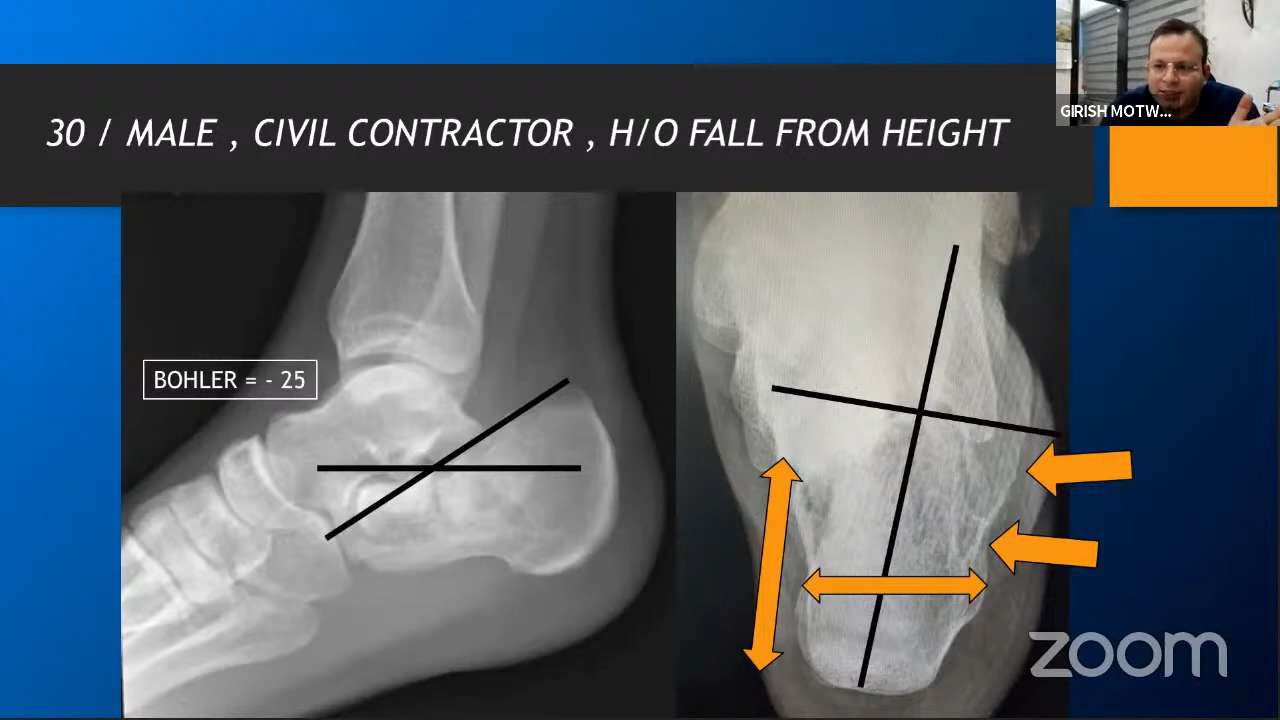 GIRISH MOTW...
30 / MALE , CIVIL CONTRACTOR , H/O FALL FROM HEIGHT
BOHLER = - 25
zoom